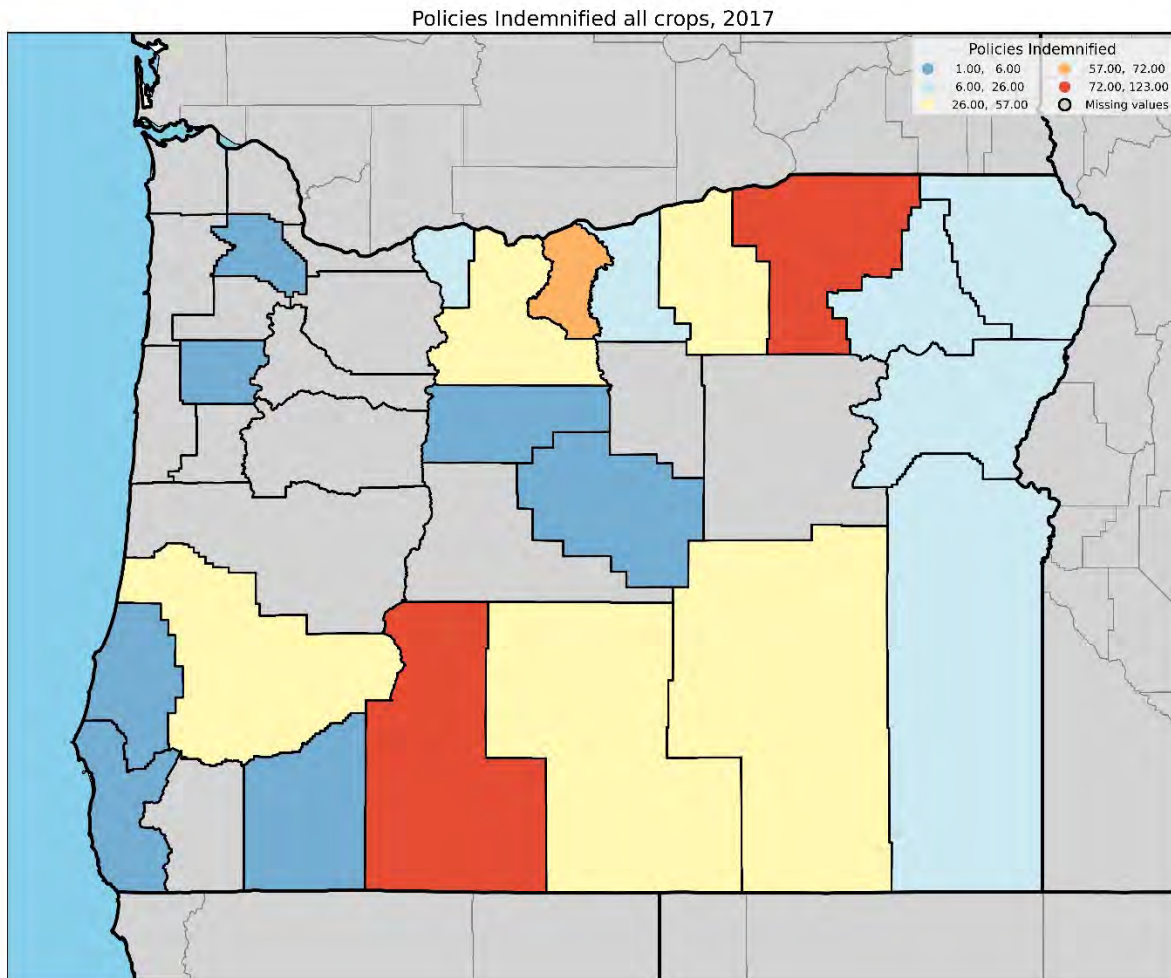 Policies Indemnified all crops, 2017
Policies Indemnified
1.00, 6.00
6.00, 26.00
26.00, 57.00
57.00, 72.00
72.00, 123.00
Missing values